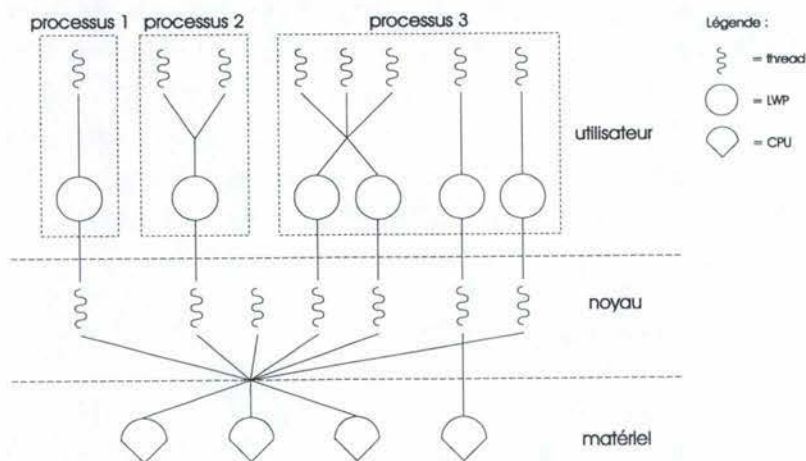 processus 1
processus 2
processus 3
Légende :
= thread
= LWP
= CPU
utilisateur
noyau
matériel